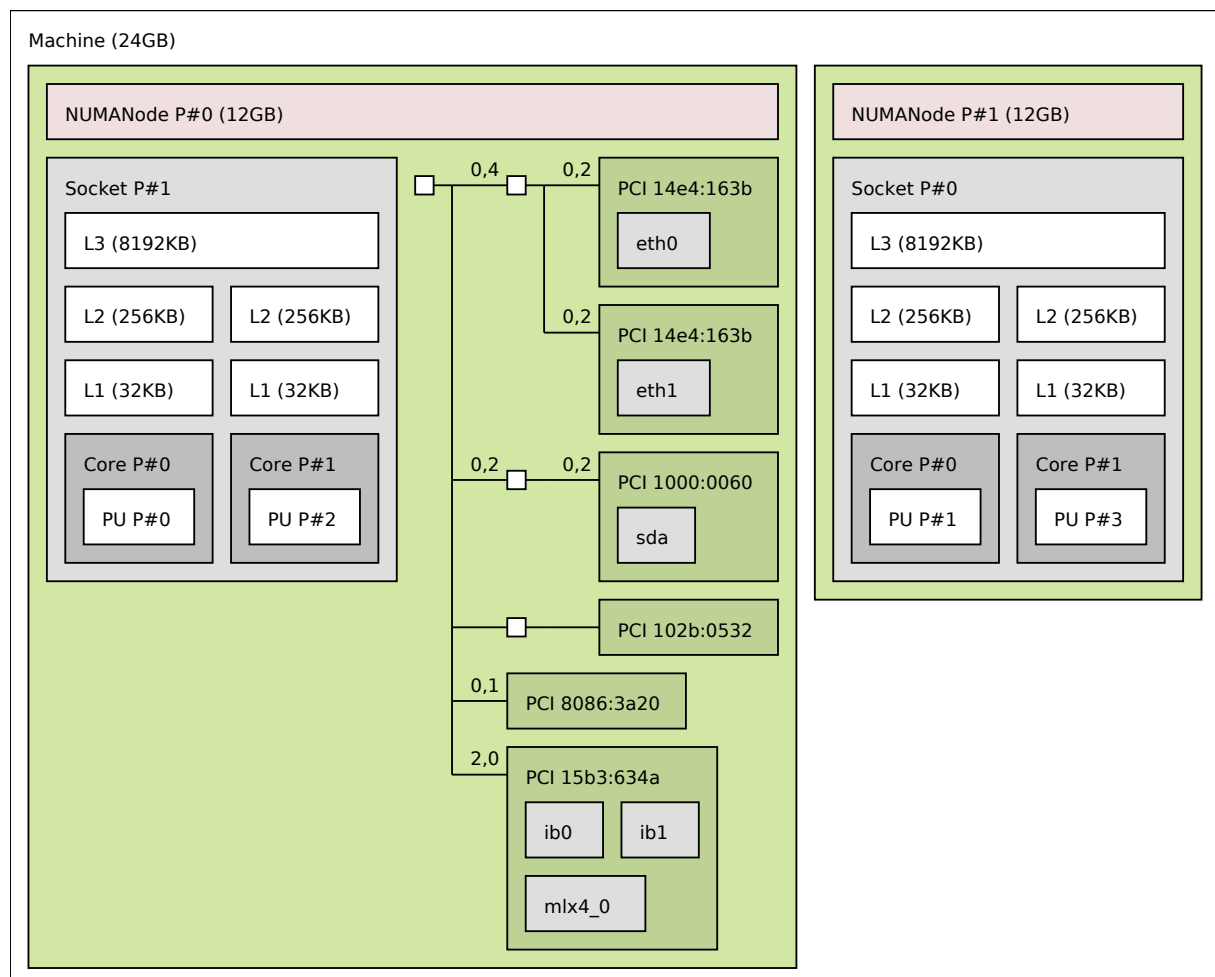 Machine (24GB)
NUMANode P#0 (12GB)
Socket P#1
L3 (8192KB)
L2 (256KB)
L2 (256KB)
L1 (32KB)
L1 (32KB)
Core P#0
PU P#0
Core P#1
PU P#2
0,4
0,2
PCI 14e4:163b
eth0
0,2
PCI 14e4:163b
eth1
0,2
0,2
PCI 1000:0060
sda
PCI 102b:0532
0,1
PCI 8086:3a20
2,0
PCI 15b3:634a
ib0
ib1
mlx4_0
NUMANode P#1 (12GB)
Socket P#0
L3 (8192KB)
L2 (256KB)
L2 (256KB)
L1 (32KB)
L1 (32KB)
Core P#0
PU P#1
Core P#1
PU P#3